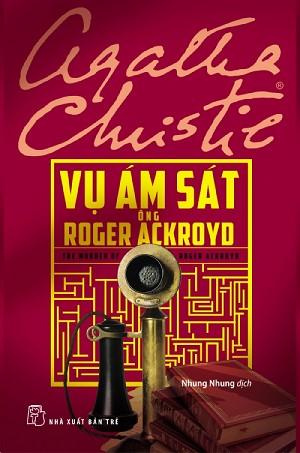 Agatha
Christie®
VỤ ÁM SÁT
ÔNG
ROGER ACKROYD
THE MURDER OF ROGER ACKROYD
Nhung Nhung dịch
NHÀ XUẤT BẢN TRẺ